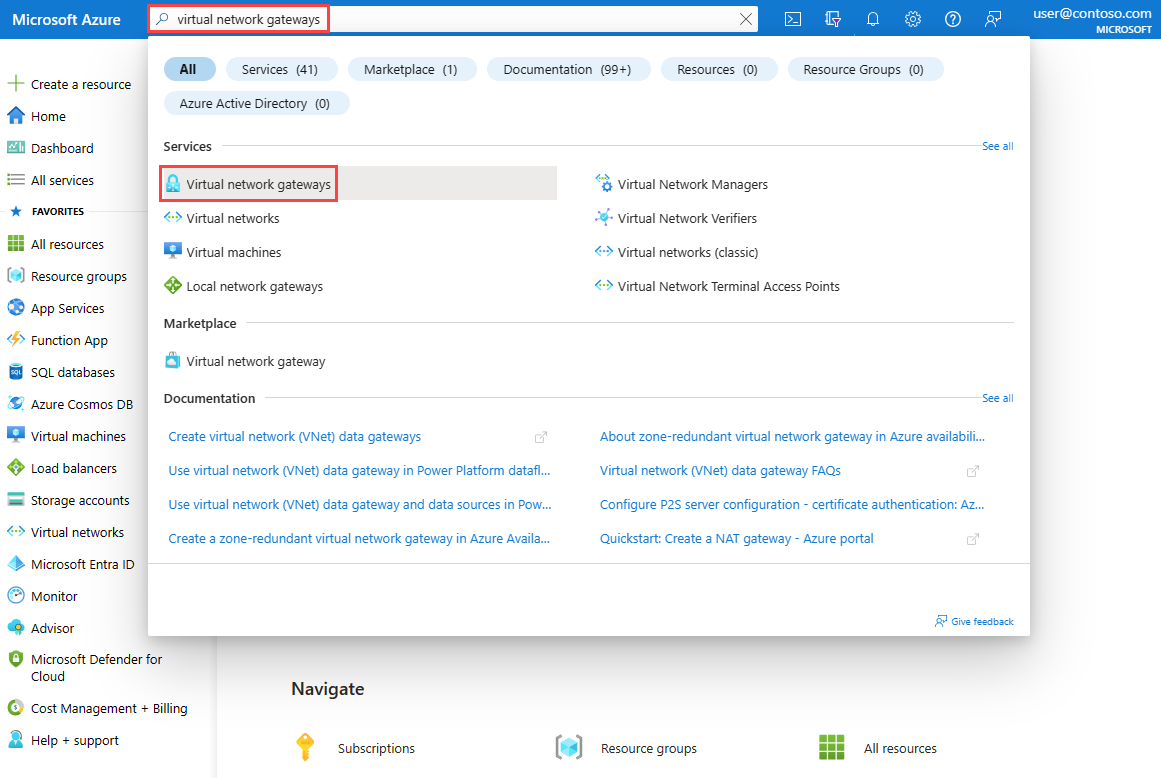 Microsoft Azure
virtual network gateways
user@contoso.com
MICROSOFT
Create a resource
Home
Dashboard
All services
FAVORITES
All resources
Resource groups
App Services
Function App
SQL databases
Azure Cosmos DB
Virtual machines
Load balancers
Storage accounts
Virtual networks
Microsoft Entra ID
Monitor
Advisor
Microsoft Defender for
Cloud
Cost Management + Billing
Help + support
All
Services (41)
Marketplace (1)
Documentation (99+)
Resources (0)
Resource Groups (0)
Azure Active Directory (0)
Services
See all
Virtual network gateways
Virtual networks
Virtual machines
Local network gateways
Virtual Network Managers
Virtual Network Verifiers
Virtual networks (classic)
Virtual Network Terminal Access Points
Marketplace
Virtual network gateway
Documentation
See all
Create virtual network (VNet) data gateways
Use virtual network (VNet) data gateway in Power Platform datafl...
Use virtual network (VNet) data gateway and data sources in Pow...
Create a zone-redundant virtual network gateway in Azure Availa...
About zone-redundant virtual network gateway in Azure availabili...
Virtual network (VNet) data gateway FAQs
Configure P2S server configuration - certificate authentication: Az...
Quickstart: Create a NAT gateway - Azure portal
Give feedback
Navigate
Subscriptions
Resource groups
All resources